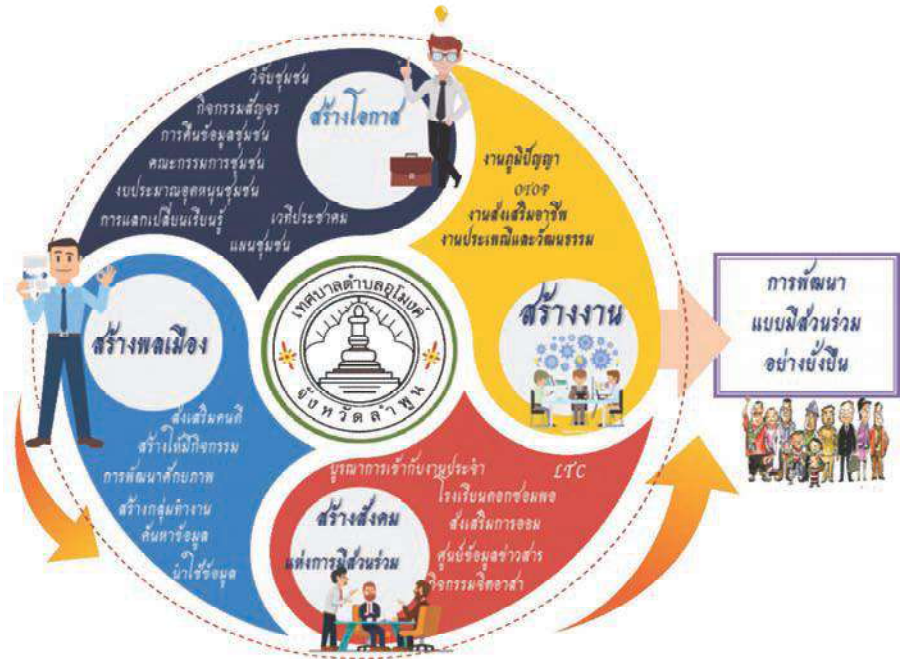 สร้างโอกาส
วิจัยชุมชน
กิจกรรมสัญจร
การคืนข้อมูลชุมชน
คณะกรรมการชุมชน
งบประมาณอุดหนุนชุมชน
การแลกเปลี่ยนเรียนรู้
เวทีประชาคม
แผนชุมชน
งานภูมิปัญญา
OTOP
งานส่งเสริมอาชีพ
งานประเพณีและวัฒนธรรม
สร้างงาน
สร้างพลเมือง
ส่งเสริมคนดี
สร้างให้มีกิจกรรม
การพัฒนาศักยภาพ
สร้างกลุ่มทำงาน
ค้นหาข้อมูล
นำใช้ข้อมูล
เทศบาลตำบลอุโมงค์
จังหวัดลำพูน
บูรณาการเข้ากับงานประจำ
LTC
โรงเรียนดอกซอมพอ
ส่งเสริมการออม
ศูนย์ข้อมูลข่าวสาร
กิจกรรมจิตอาสา
สร้างสังคม
แห่งการมีส่วนร่วม
การพัฒนา
แบบมีส่วนร่วม
อย่างยั่งยืน